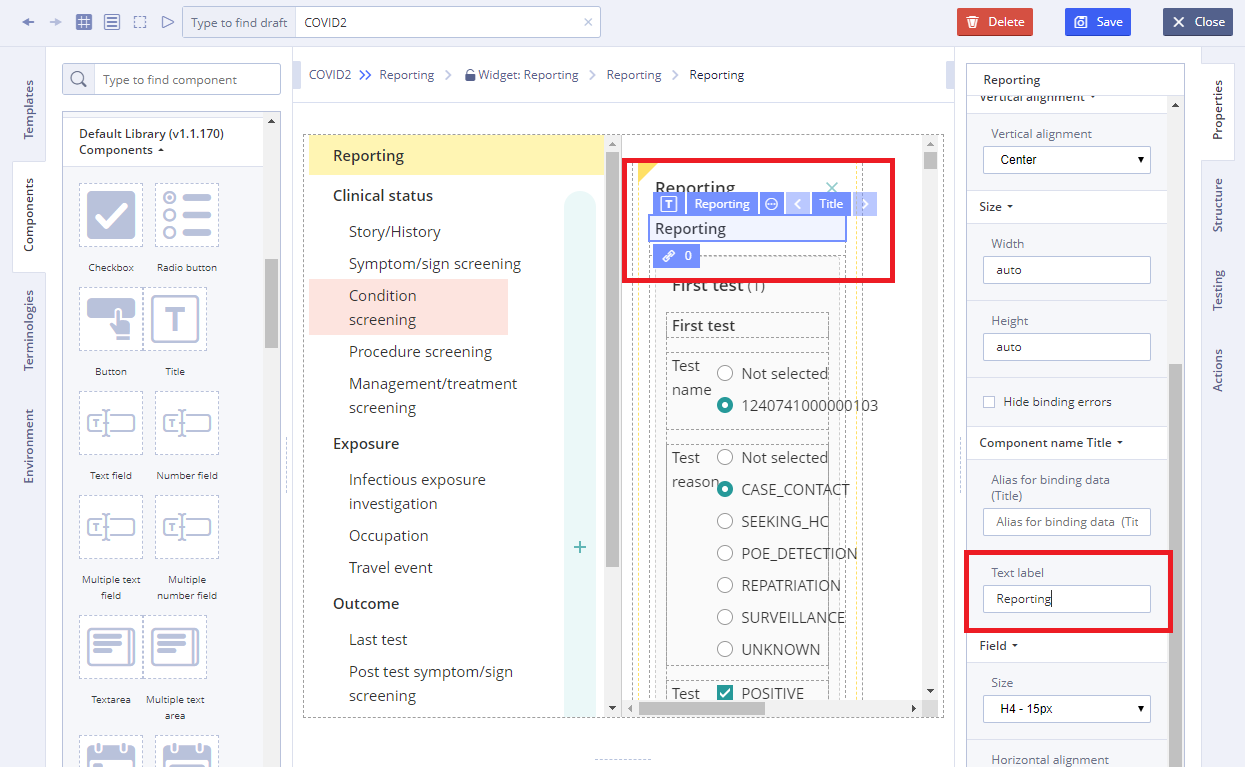 Type to find draft
COVID2
Delete
Save
Close
Templates
Components
Terminologies
Environment
Type to find component
Default Library (v1.1.170)
Components
Checkbox
Radio button
Button
Title
Text field
Number field
Multiple text
field
Multiple
number field
Textarea
Multiple text
area
COVID2
Reporting
Widget: Reporting
Reporting
Reporting
Reporting
Clinical status
Story/History
Symptom/sign screening
Condition
screening
Procedure screening
Management/treatment
screening
Exposure
Infectious exposure
investigation
Occupation
Travel event
Outcome
Last test
Post test symptom/sign
screening
Reporting
T
Reporting
Title
Reporting
0
First test (1)
First test
Test
name
Not selected
1240741000000103
Test
reason
Not selected
CASE_CONTACT
SEEKING_HC
POE_DETECTION
REPATRIATION
SURVEILLANCE
UNKNOWN
Test
POSITIVE
Reporting
Vertical alignment
Vertical alignment
Center
Size
Width
auto
Height
auto
Hide binding errors
Component name Title
Alias for binding data
(Title)
Alias for binding data (Tit
Text label
Reporting
Field
Size
H4 - 15px
Horizontal alignment
Properties
Structure
Testing
Actions